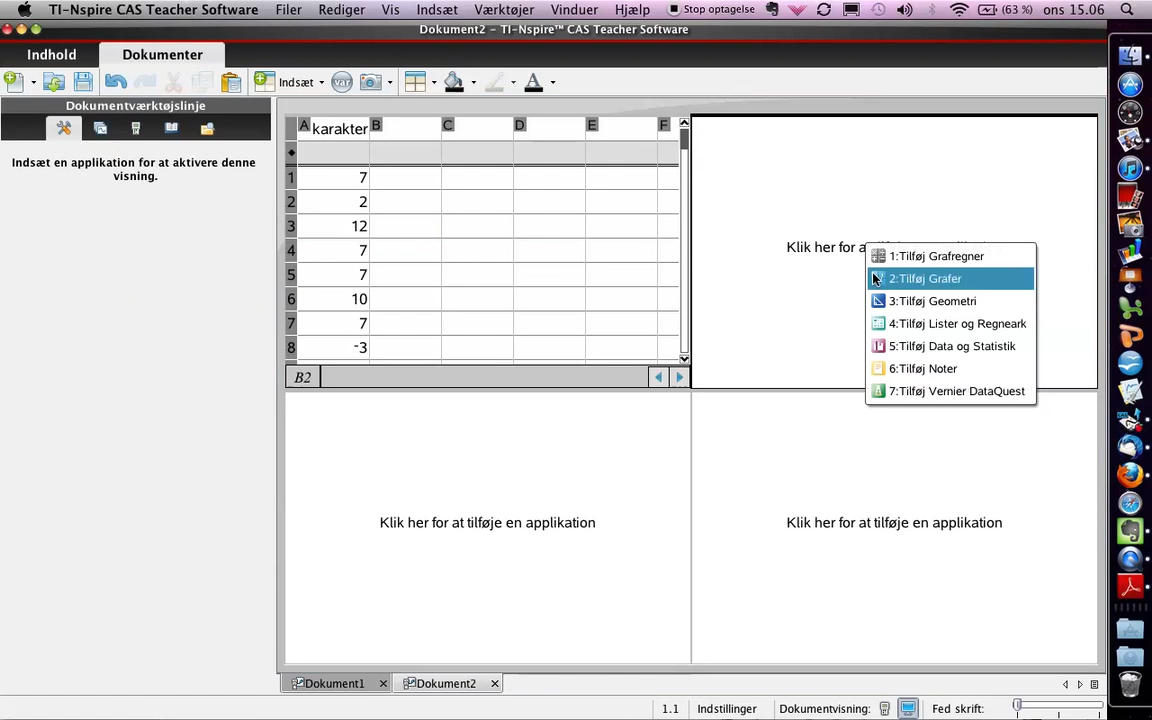 TI-Nspire CAS Teacher Software Filer Rediger Vis Indsæt Værktøjer Vinduer Hjælp Stop optagelse (63 %) ons 15.06
Dokument2 - TI-Nspire™ CAS Teacher Software
Indhold Dokumenter
Indsæt var A
Dokumentværktøjslinje
Indsæt en applikation for at aktivere denne
visning.
A karakter B C D E F
1 7
2 2
3 12
4 7
5 7
6 10
7 7
8 -3
B2
Klik her for a
1:Tilføj Grafregner
2:Tilføj Grafer
3:Tilføj Geometri
4:Tilføj Lister og Regneark
5:Tilføj Data og Statistik
6:Tilføj Noter
7:Tilføj Vernier DataQuest
Klik her for at tilføje en applikation
Klik her for at tilføje en applikation
Dokument1 Dokument2
1.1 Indstillinger Dokumentvisning: Fed skrift: